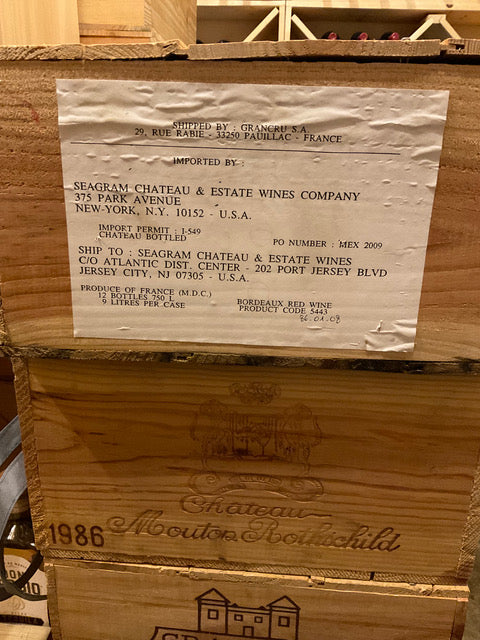 SHIPPED BY : GRANCRU S.A.
29, RUE RABIE - 33250 PAUILLAC - FRANCE
IMPORTED BY :
SEAGRAM CHATEAU & ESTATE WINES COMPANY
375 PARK AVENUE
NEW-YORK, N.Y. 10152 - U.S.A.
IMPORT PERMIT : I-549
CHATEAU BOTTLED
PO NUMBER : MEX 2009
SHIP TO : SEAGRAM CHATEAU & ESTATE WINES
C/O ATLANTIC DIST. CENTER - 202 PORT JERSEY BLVD
JERSEY CITY, NJ 07305 - U.S.A.
PRODUCE OF FRANCE (M.D.C.)
12 BOTTLES 750 L
9 LITRES PER CASE
BORDEAUX RED WINE
PRODUCT CODE 5443
86.01.08
Chateau
1986 Mouton Rothschild